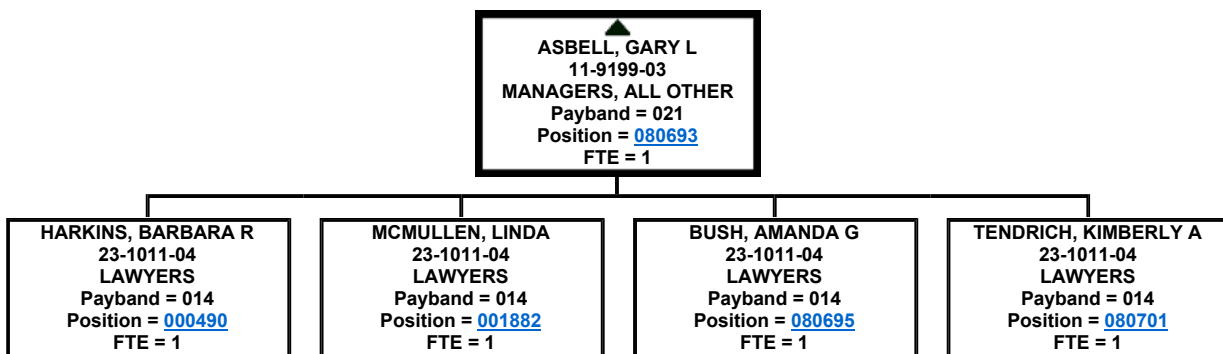 ASBELL, GARY L
11-9199-03
MANAGERS, ALL OTHER
Payband = 021
Position = 080693
FTE = 1
HARKINS, BARBARA R
23-1011-04
LAWYERS
Payband = 014
Position = 000490
FTE = 1
MCMULLEN, LINDA
23-1011-04
LAWYERS
Payband = 014
Position = 001882
FTE = 1
BUSH, AMANDA G
23-1011-04
LAWYERS
Payband = 014
Position = 080695
FTE = 1
TENDRICH, KIMBERLY A
23-1011-04
LAWYERS
Payband = 014
Position = 080701
FTE = 1